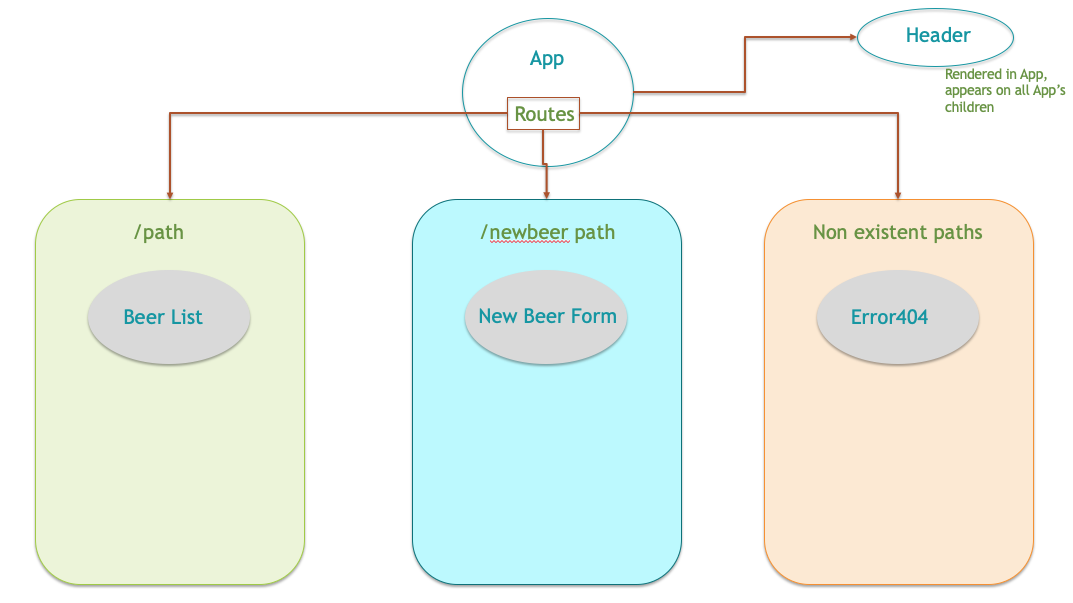 App
Header
Rendered in App,
appears on all App's
children
Routes
/path
/newbeer path
Non existent paths
Beer List
New Beer Form
Error404